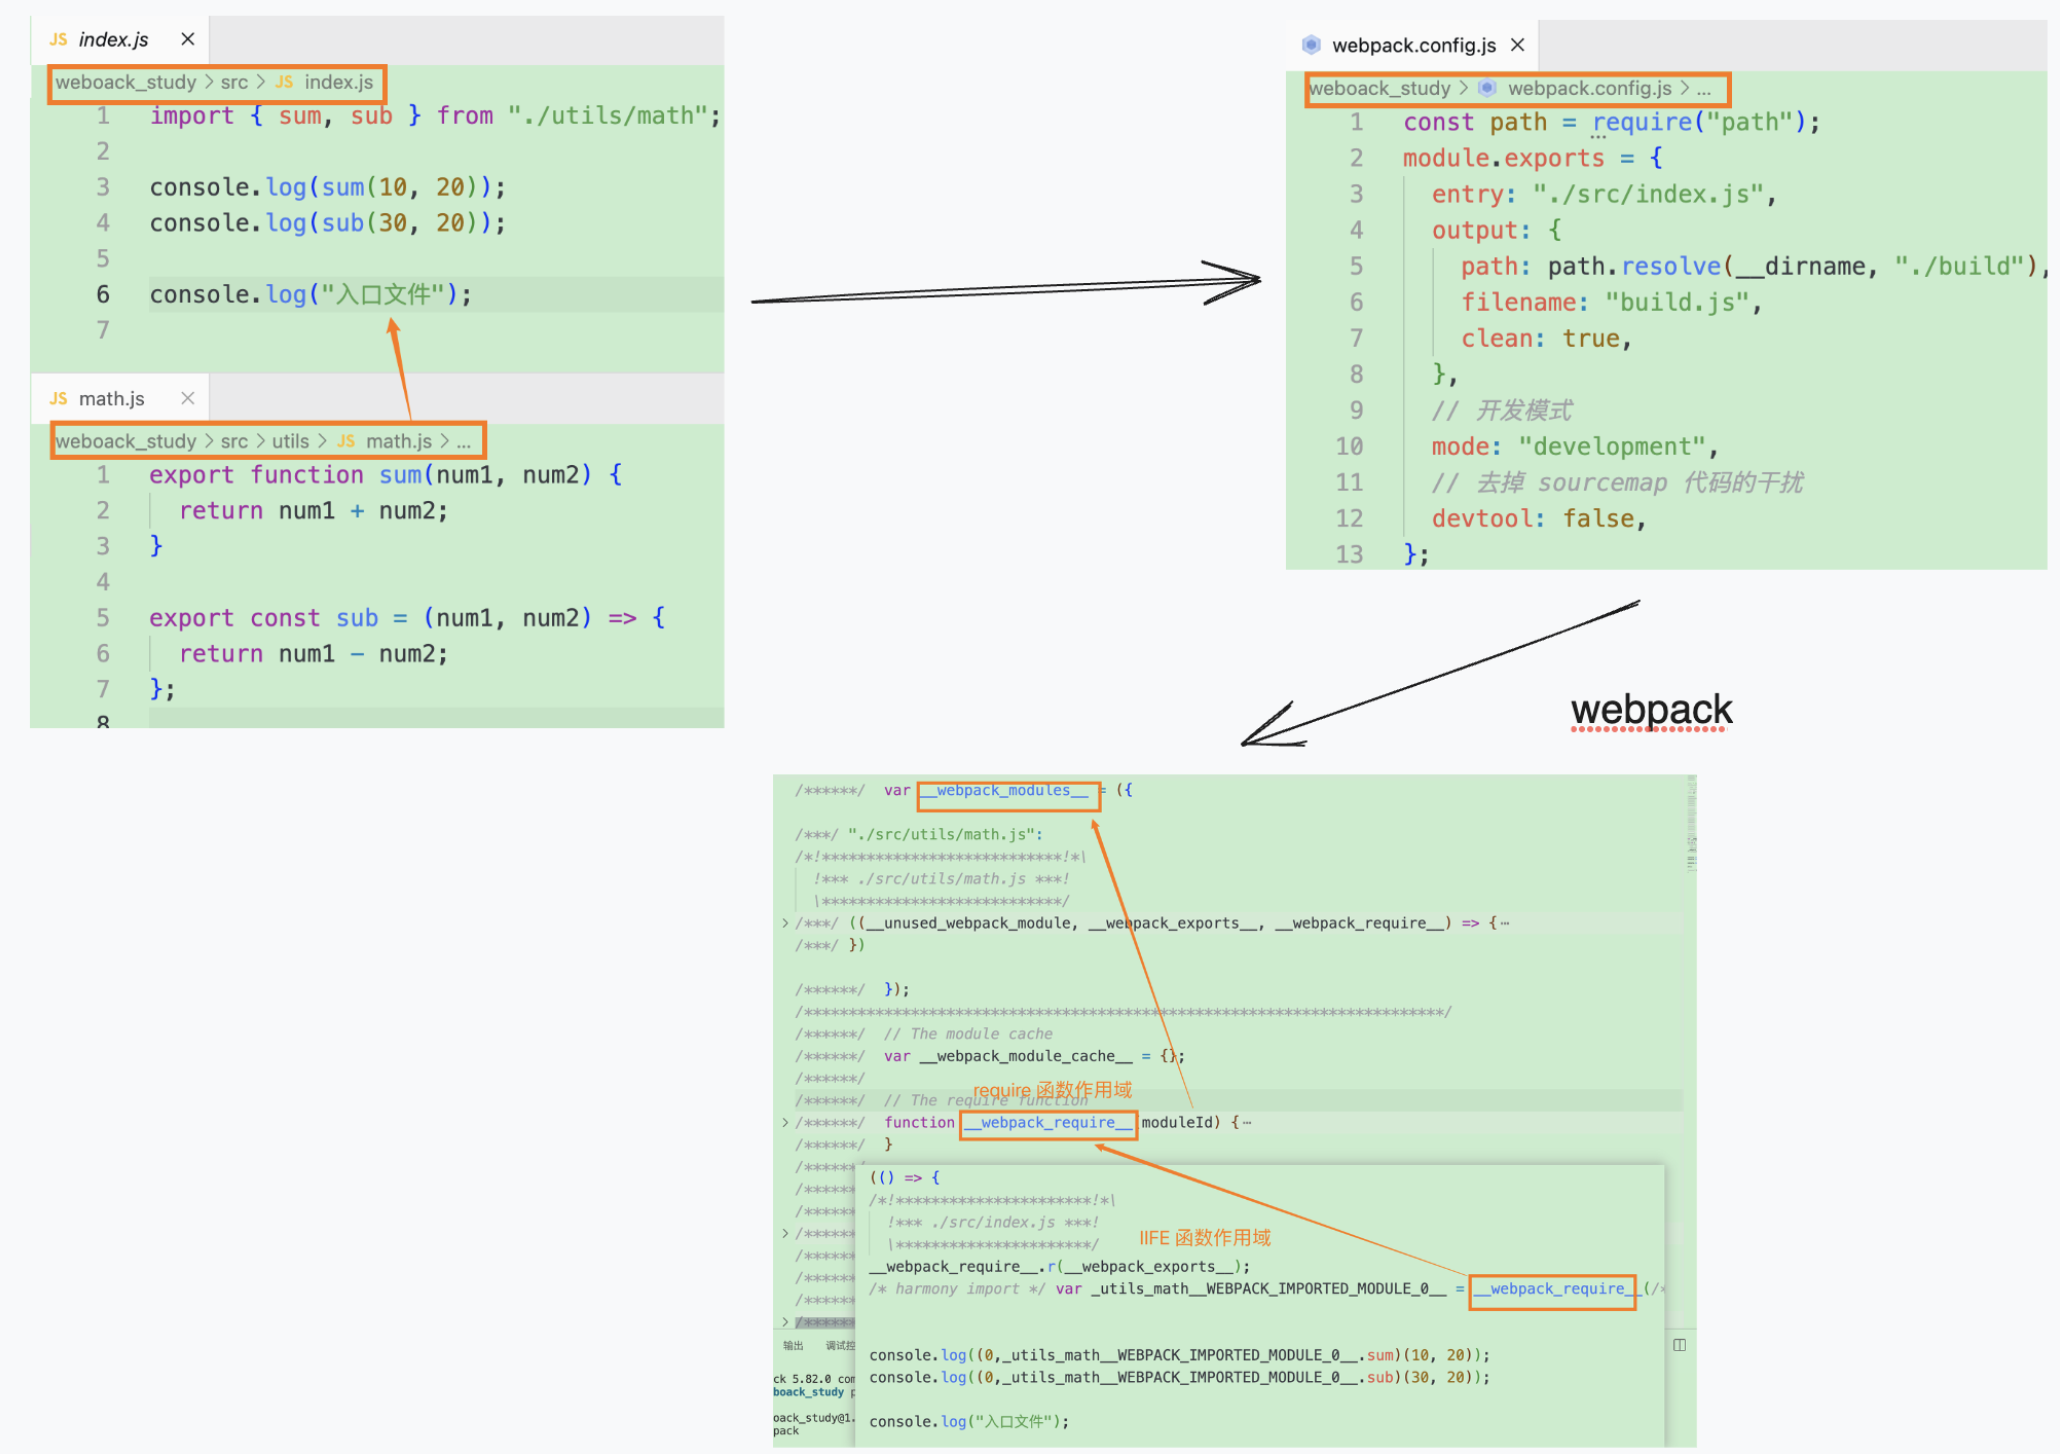 JS index.js ×
weboack_study > src > JS index.js
1 import { sum, sub } from "./utils/math";
2
3 console.log(sum(10, 20));
4 console.log(sub(30, 20));
5
6 console.log("入口文件");
7
JS math.js ×
weboack_study > src > utils > JS math.js > ...
1 export function sum(num1, num2) {
2 return num1 + num2;
3 }
4
5 export const sub = (num1, num2) => {
6 return num1 - num2;
7 };
8
webpack.config.js ×
weboack_study > webpack.config.js > ...
1 const path = require("path");
2 module.exports = {
3 entry: "./src/index.js",
4 output: {
5 path: path.resolve(__dirname, "./build"),
6 filename: "build.js",
7 clean: true,
8 },
9 // 开发模式
10 mode: "development",
11 // 去掉 sourcemap 代码的干扰
12 devtool: false,
13 };
webpack
/******/ var __webpack_modules__ = ({
/***/ "./src/utils/math.js":
/*!***************************!*\
!*** ./src/utils/math.js ***!
\***************************/
/***/ ((__unused_webpack_module, __webpack_exports__, __webpack_require__) => {…
/***/ })
/******/ });
/************************************************************************/
/******/ // The module cache
/******/ var __webpack_module_cache__ = {};
/******/
require 函数作用域
/******/ // The require function
/******/ function __webpack_require__(moduleId) {…
/******/ }
(() => {
/*!**********************!*\
!*** ./src/index.js ***!
\**********************/
IIFE 函数作用域
__webpack_require__.r(__webpack_exports__);
/* harmony import */ var _utils_math__WEBPACK_IMPORTED_MODULE_0__ = __webpack_require__(/*
console.log((0,_utils_math__WEBPACK_IMPORTED_MODULE_0__.sum)(10, 20));
console.log((0,_utils_math__WEBPACK_IMPORTED_MODULE_0__.sub)(30, 20));
console.log("入口文件");
输出 调试控
ck 5.82.0 com
boack_study p
oack_study@1.
pack